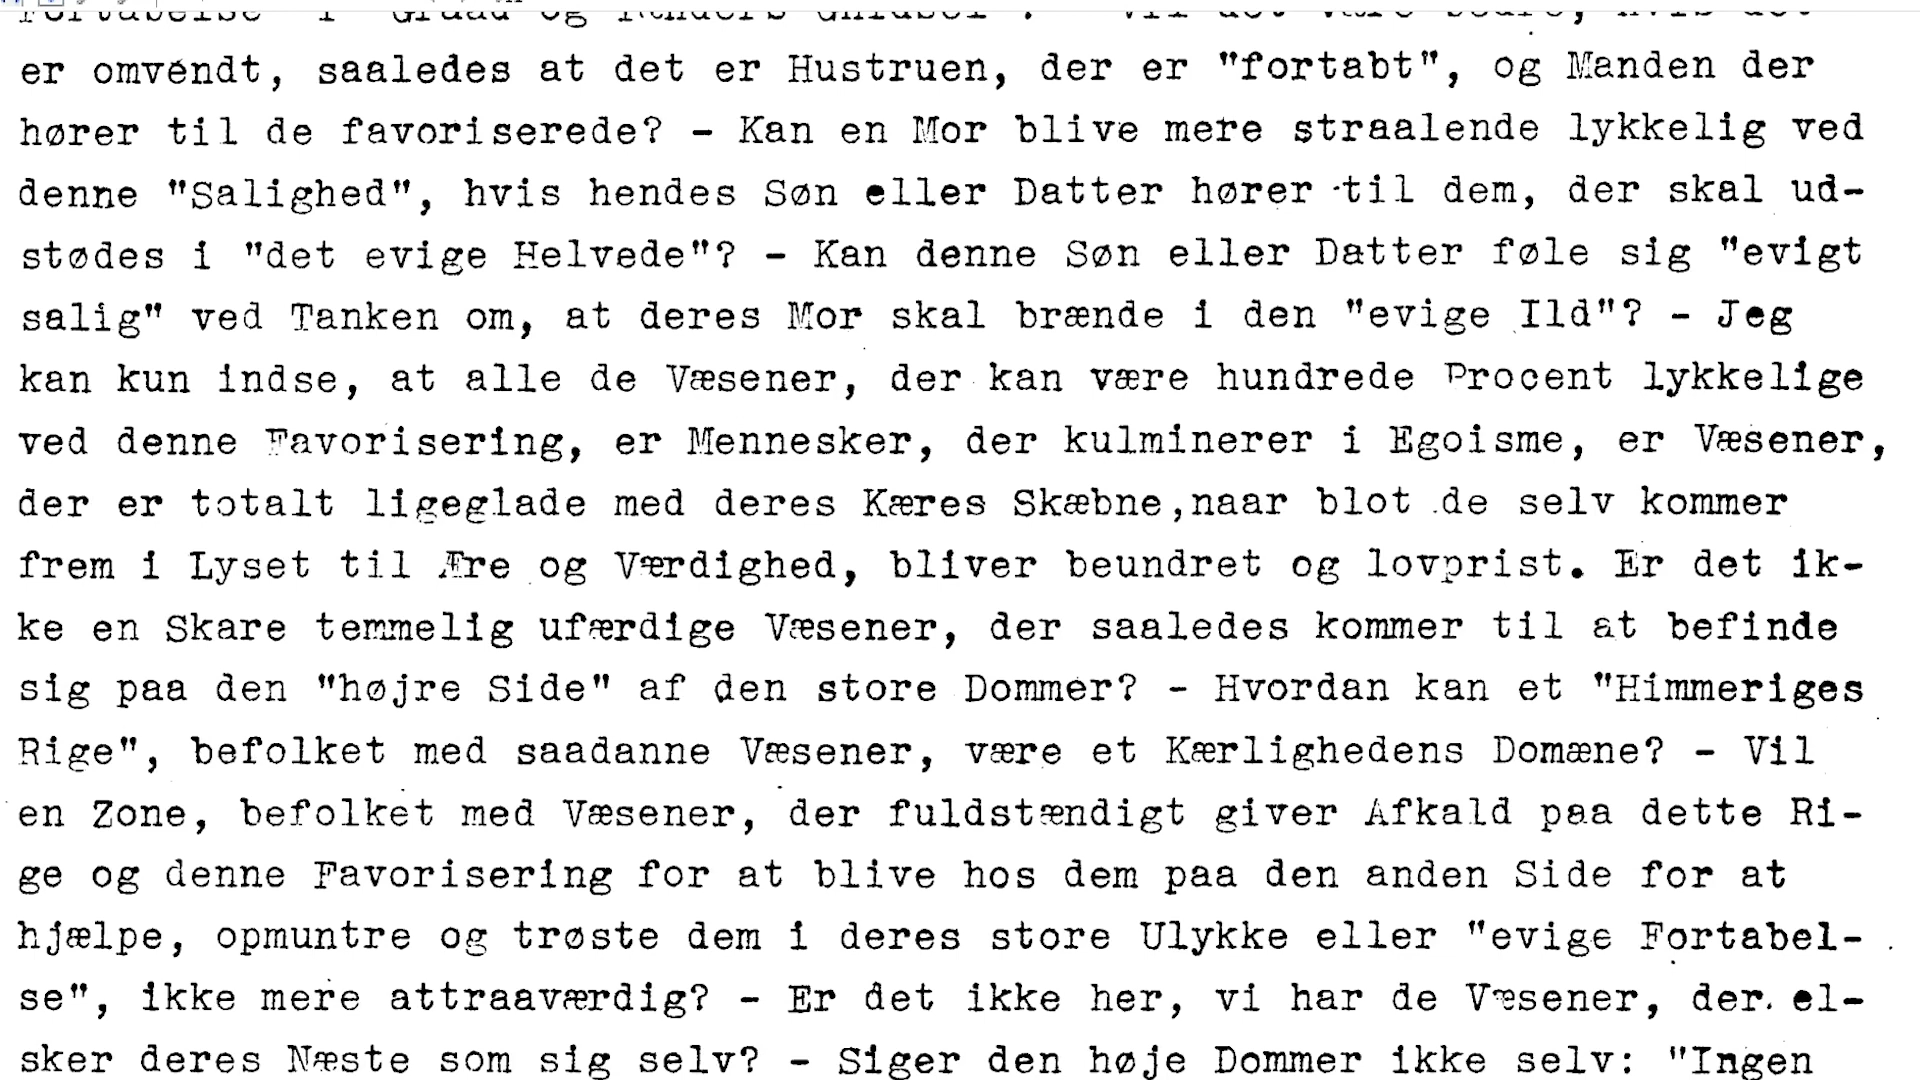 er omvendt, saaledes at det er Hustruen, der er "fortabt", og Manden der
hører til de favoriserede? - Kan en Mor blive mere straalende lykkelig ved
denne "Salighed", hvis hendes Søn eller Datter hører til dem, der skal ud-
stødes i "det evige Helvede"? - Kan denne Søn eller Datter føle sig "evigt
salig" ved Tanken om, at deres Mor skal brænde i den "evige Ild"? - Jeg
kan kun indse, at alle de Væsener, der kan være hundrede Procent lykkelige
ved denne Favorisering, er Mennesker, der kulminerer i Egoisme, er Væsener,
der er totalt ligeglade med deres Kæres Skæbne,naar blot de selv kommer
frem i Lyset til Ære og Værdighed, bliver beundret og lovprist. Er det ik-
ke en Skare temmelig ufærdige Væsener, der saaledes kommer til at befinde
sig paa den "højre Side" af den store Dommer? - Hvordan kan et "Himmeriges
Rige", befolket med saadanne Væsener, være et Kærlighedens Domæne? - Vil
en Zone, befolket med Væsener, der fuldstændigt giver Afkald paa dette Ri-
ge og denne Favorisering for at blive hos dem paa den anden Side for at
hjælpe, opmuntre og trøste dem i deres store Ulykke eller "evige Fortabel-
se", ikke mere attraaværdig? - Er det ikke her, vi har de Væsener, der el-
sker deres Næste som sig selv? - Siger den høje Dommer ikke selv: "Ingen